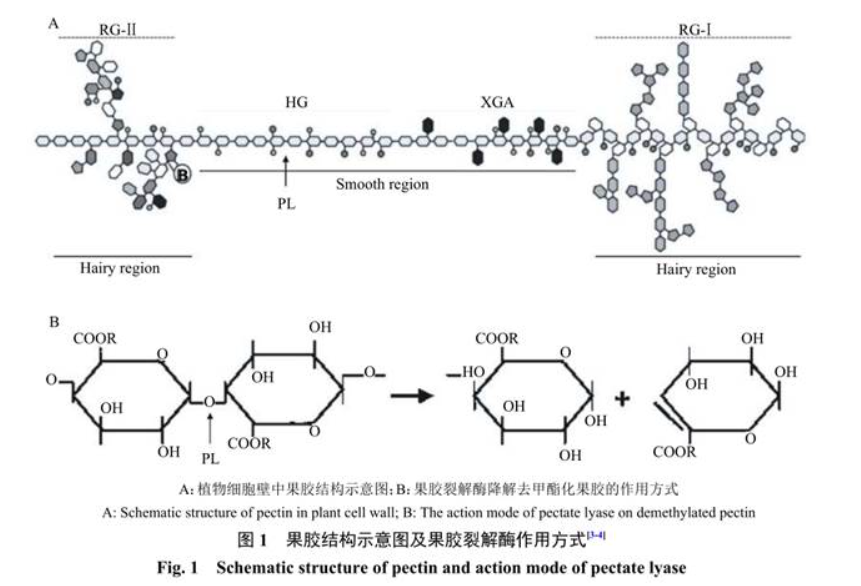 A
RG-II
RG-I
HG
XGA
B
Smooth region
PL
Hairy region
Hairy region
B
COOR
O
O
OH
OH
O
PL
OH
OH
COOR
O
O
COOR
O
HO
OH
OH
OH
+
OH
OH
OH
COOR
O
A: 植物细胞壁中果胶结构示意图; B: 果胶裂解酶降解去甲酯化果胶的作用方式
A: Schematic structure of pectin in plant cell wall; B: The action mode of pectate lyase on demethylated pectin
图 1 果胶结构示意图及果胶裂解酶作用方式[3-4]
Fig. 1 Schematic structure of pectin and action mode of pectate lyase